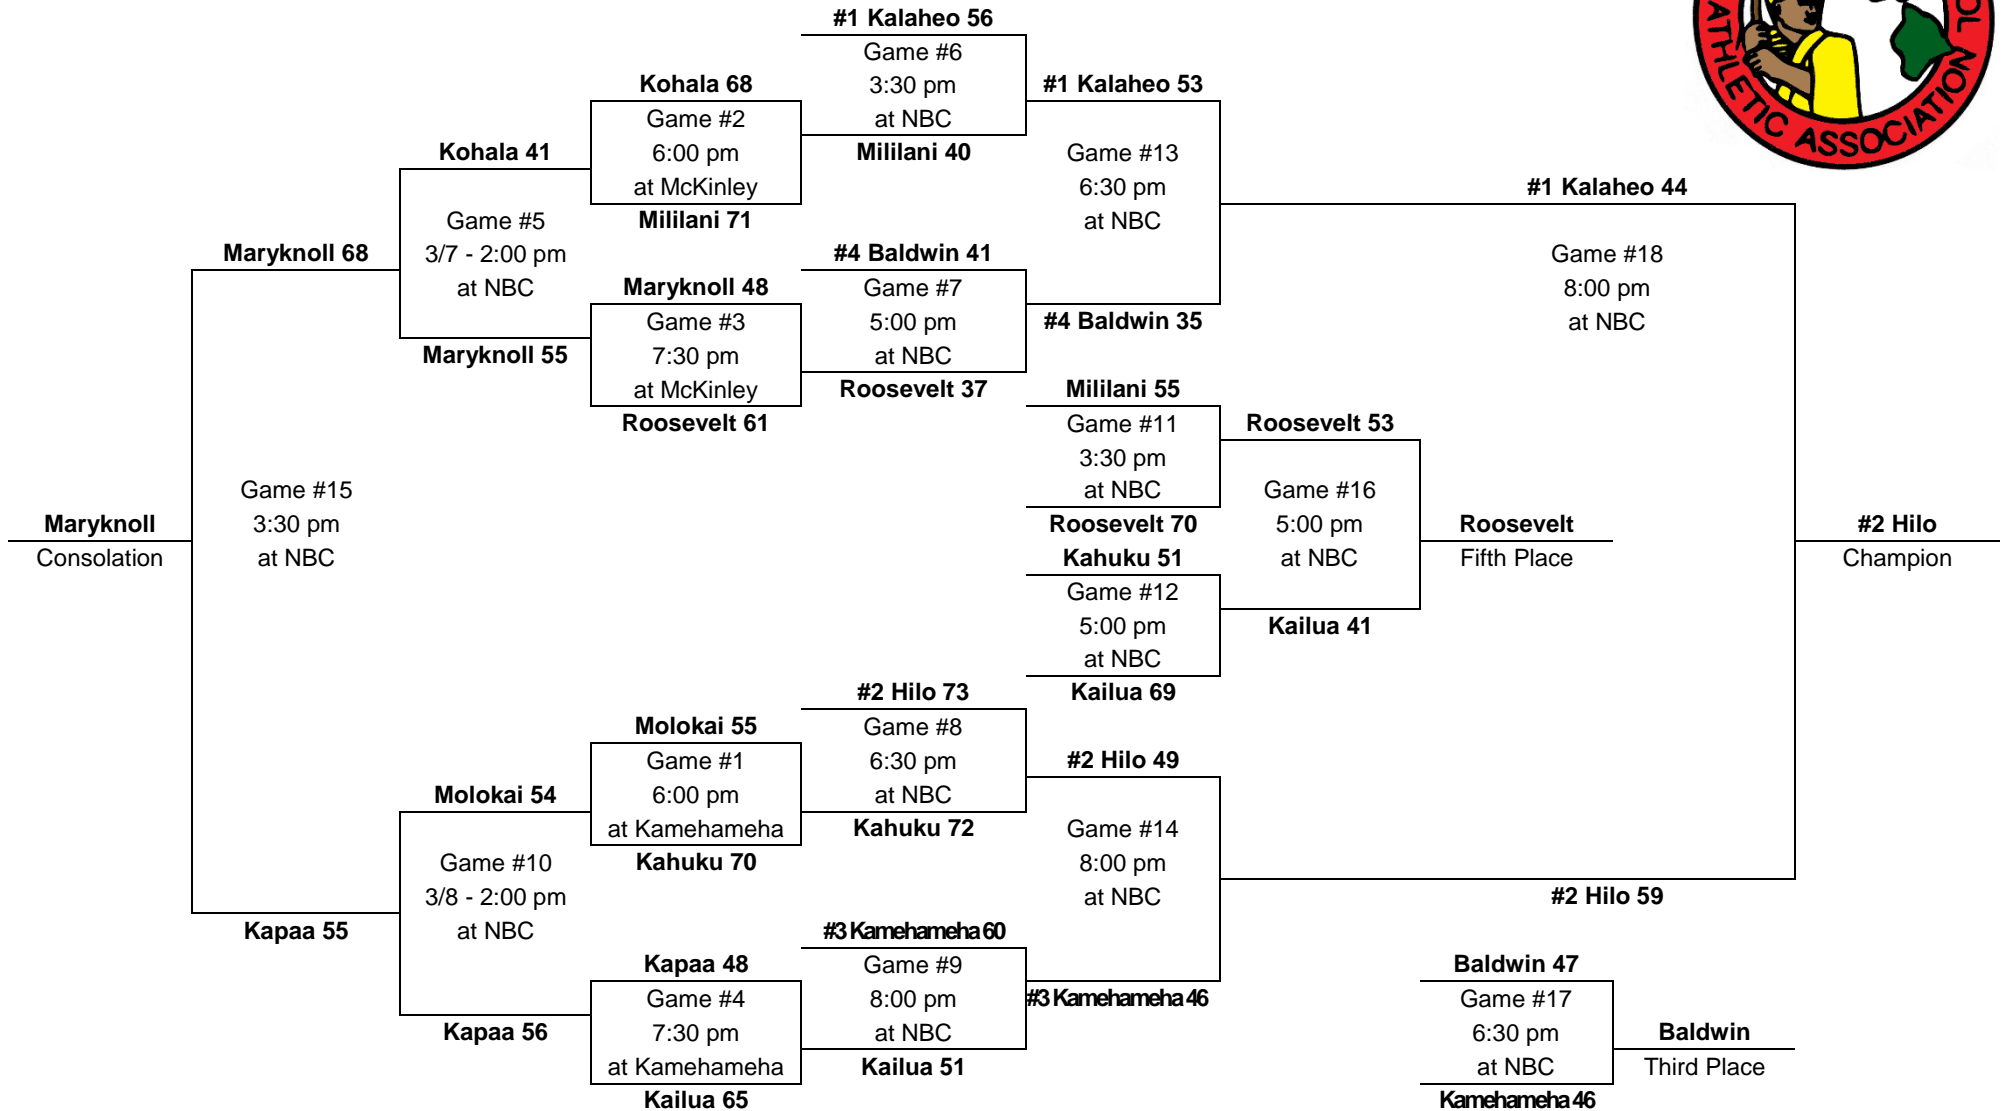 #1 Kalaheo 56
Game #6
3:30 pm
at NBC
Mililani 40
Kohala 68
Game #2
6:00 pm
at McKinley
Mililani 71
#1 Kalaheo 53
Game #13
6:30 pm
at NBC
#4 Baldwin 35
Kohala 41
Game #5
3/7 - 2:00 pm
at NBC
Maryknoll 55
#1 Kalaheo 44
Game #18
8:00 pm
at NBC
#2 Hilo 59
Maryknoll 68
Game #15
3:30 pm
at NBC
Kapaa 55
#4 Baldwin 41
Game #7
5:00 pm
at NBC
Roosevelt 37
Maryknoll 48
Game #3
7:30 pm
at McKinley
Roosevelt 61
Mililani 55
Game #11
3:30 pm
at NBC
Roosevelt 70
Roosevelt 53
Game #16
5:00 pm
at NBC
Kailua 41
Maryknoll
Consolation
Roosevelt
Fifth Place
#2 Hilo
Champion
Kahuku 51
Game #12
5:00 pm
at NBC
Kailua 69
#2 Hilo 73
Game #8
6:30 pm
at NBC
Kahuku 72
Molokai 55
Game #1
6:00 pm
at Kamehameha
Kahuku 70
#2 Hilo 49
Game #14
8:00 pm
at NBC
#3 Kamehameha 46
Molokai 54
Game #10
3/8 - 2:00 pm
at NBC
Kapaa 56
#3 Kamehameha 60
Game #9
8:00 pm
at NBC
Kailua 51
Kapaa 48
Game #4
7:30 pm
at Kamehameha
Kailua 65
Baldwin 47
Game #17
6:30 pm
at NBC
Kamehameha 46
Baldwin
Third Place
ATHLETIC ASSOCIATION